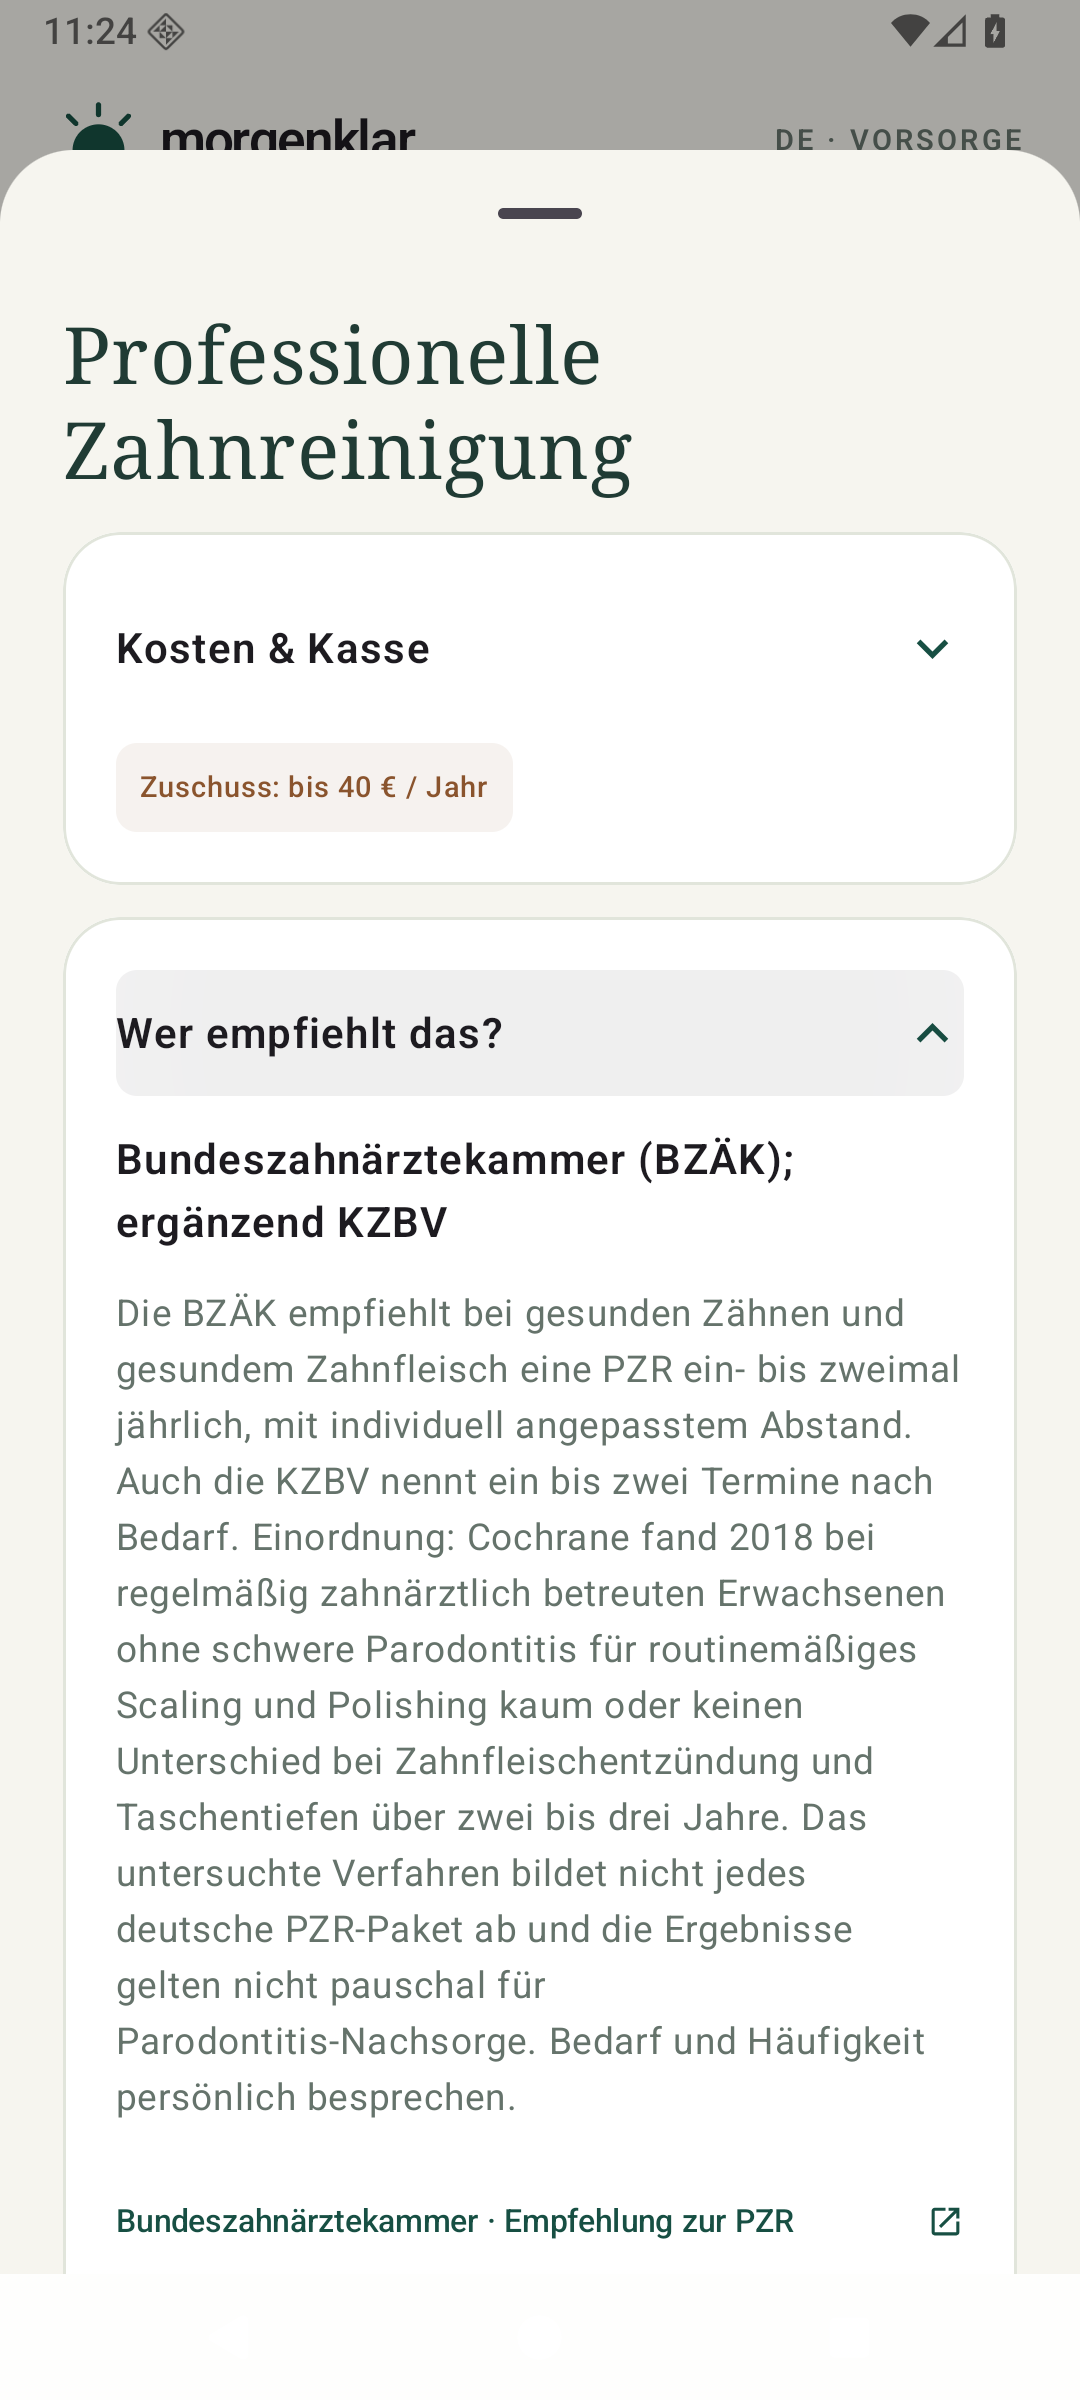 11:24
morgenklar
DE · VORSORGE
Professionelle
Zahnreinigung
Kosten & Kasse
Zuschuss: bis 40 € / Jahr
Wer empfiehlt das?
Bundeszahnärztekammer (BZÄK);
ergänzend KZBV
Die BZÄK empfiehlt bei gesunden Zähnen und
gesundem Zahnfleisch eine PZR ein- bis zweimal
jährlich, mit individuell angepasstem Abstand.
Auch die KZBV nennt ein bis zwei Termine nach
Bedarf. Einordnung: Cochrane fand 2018 bei
regelmäßig zahnärztlich betreuten Erwachsenen
ohne schwere Parodontitis für routinemäßiges
Scaling und Polishing kaum oder keinen
Unterschied bei Zahnfleischentzündung und
Taschentiefen über zwei bis drei Jahre. Das
untersuchte Verfahren bildet nicht jedes
deutsche PZR-Paket ab und die Ergebnisse
gelten nicht pauschal für
Parodontitis-Nachsorge. Bedarf und Häufigkeit
persönlich besprechen.
Bundeszahnärztekammer · Empfehlung zur PZR